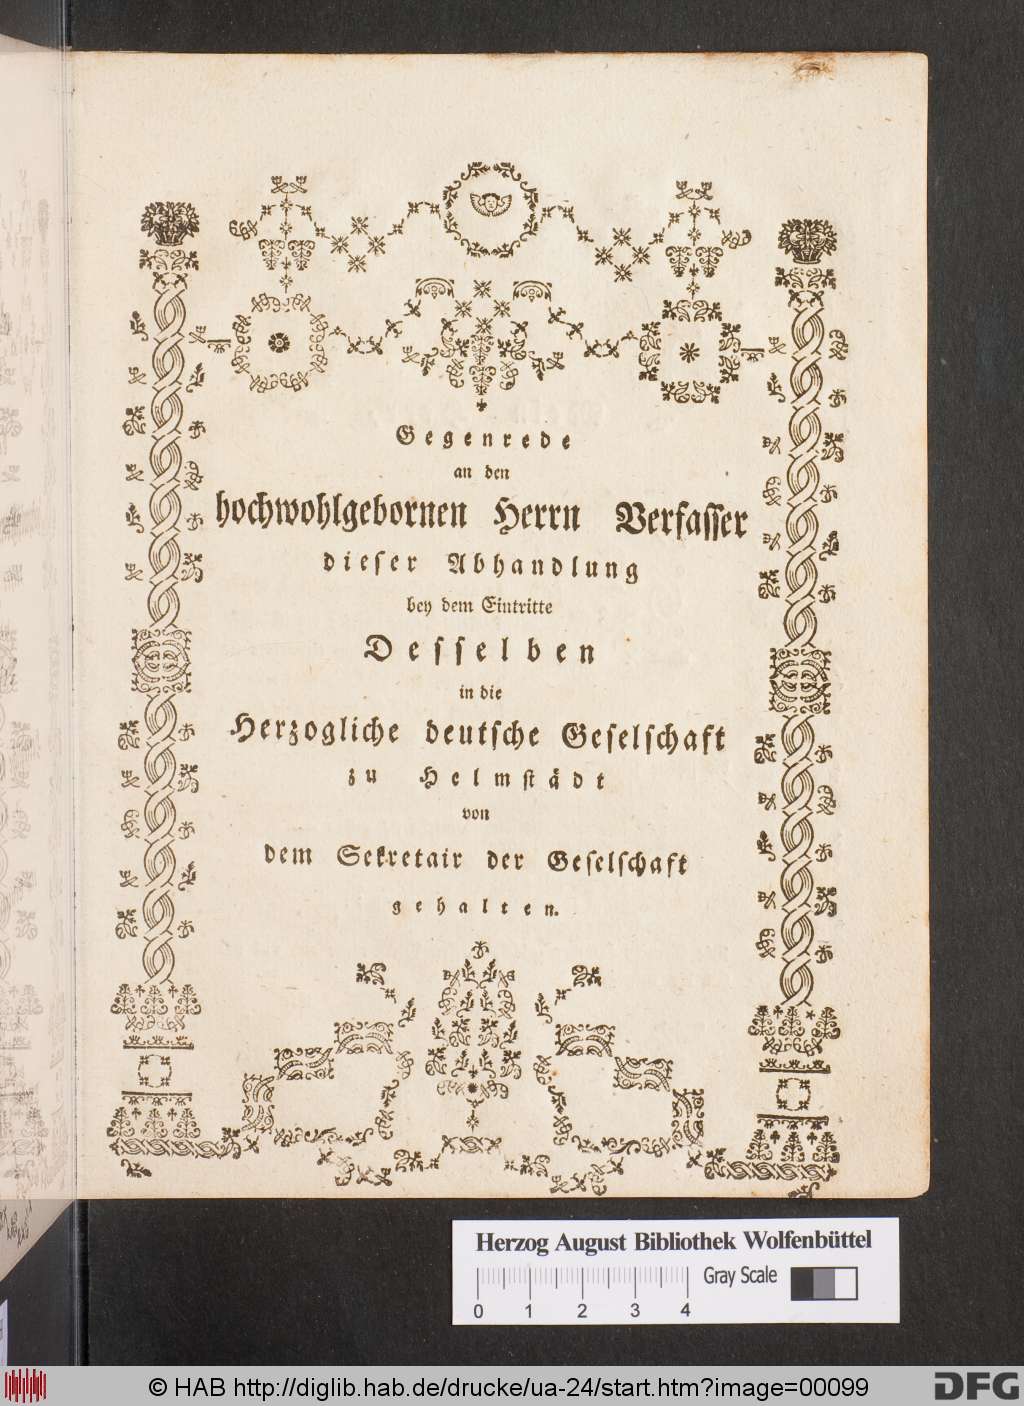 Gegenrede
an den
hochwohlgebornen Herrn Verfasser
dieser Abhandlung
bey dem Eintritte
Desselben
in die
Herzogliche deutsche Geselschaft
zu Helmstädt
von
dem Sekretair der Geselschaft
gehalten.
Herzog August Bibliothek Wolfenbüttel
Gray Scale
0 1 2 3 4
© HAB http://diglib.hab.de/drucke/ua-24/start.htm?image=00099
DFG